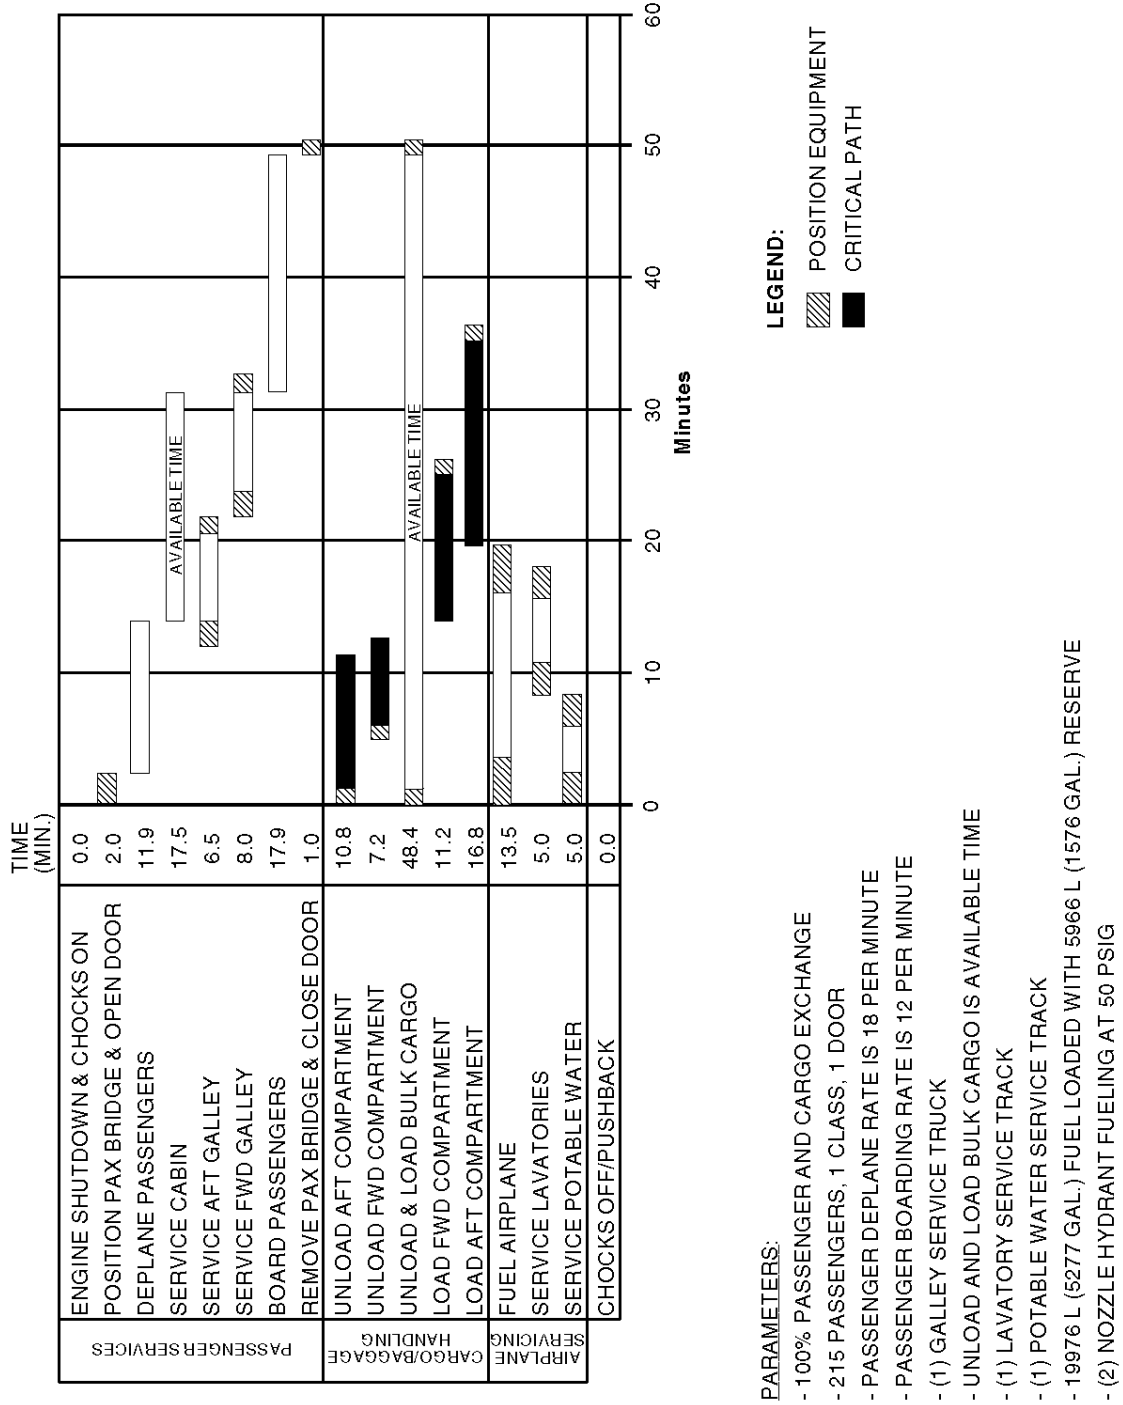 TIME
(MIN.)
PASSENGER SERVICES
ENGINE SHUTDOWN & CHOCKS ON 0.0
POSITION PAX BRIDGE & OPEN DOOR 2.0
DEPLANE PASSENGERS 11.9
SERVICE CABIN 17.5 AVAILABLE TIME
SERVICE AFT GALLEY 6.5
SERVICE FWD GALLEY 8.0
BOARD PASSENGERS 17.9
REMOVE PAX BRIDGE & CLOSE DOOR 1.0
CARGO/BAGGAGE
HANDLING
UNLOAD AFT COMPARTMENT 10.8
UNLOAD FWD COMPARTMENT 7.2
UNLOAD & LOAD BULK CARGO 48.4 AVAILABLE TIME
LOAD FWD COMPARTMENT 11.2
LOAD AFT COMPARTMENT 16.8
AIRPLANE
SERVICING
FUEL AIRPLANE 13.5
SERVICE LAVATORIES 5.0
SERVICE POTABLE WATER 5.0
CHOCKS OFF/PUSHBACK 0.0
0 10 20 30 40 50 60
Minutes
PARAMETERS:
- 100% PASSENGER AND CARGO EXCHANGE
- 215 PASSENGERS, 1 CLASS, 1 DOOR
- PASSENGER DEPLANE RATE IS 18 PER MINUTE
- PASSENGER BOARDING RATE IS 12 PER MINUTE
- (1) GALLEY SERVICE TRUCK
- UNLOAD AND LOAD BULK CARGO IS AVAILABLE TIME
- (1) LAVATORY SERVICE TRACK
- (1) POTABLE WATER SERVICE TRACK
- 19976 L (5277 GAL.) FUEL LOADED WITH 5966 L (1576 GAL.) RESERVE
- (2) NOZZLE HYDRANT FUELING AT 50 PSIG
LEGEND:
POSITION EQUIPMENT
CRITICAL PATH